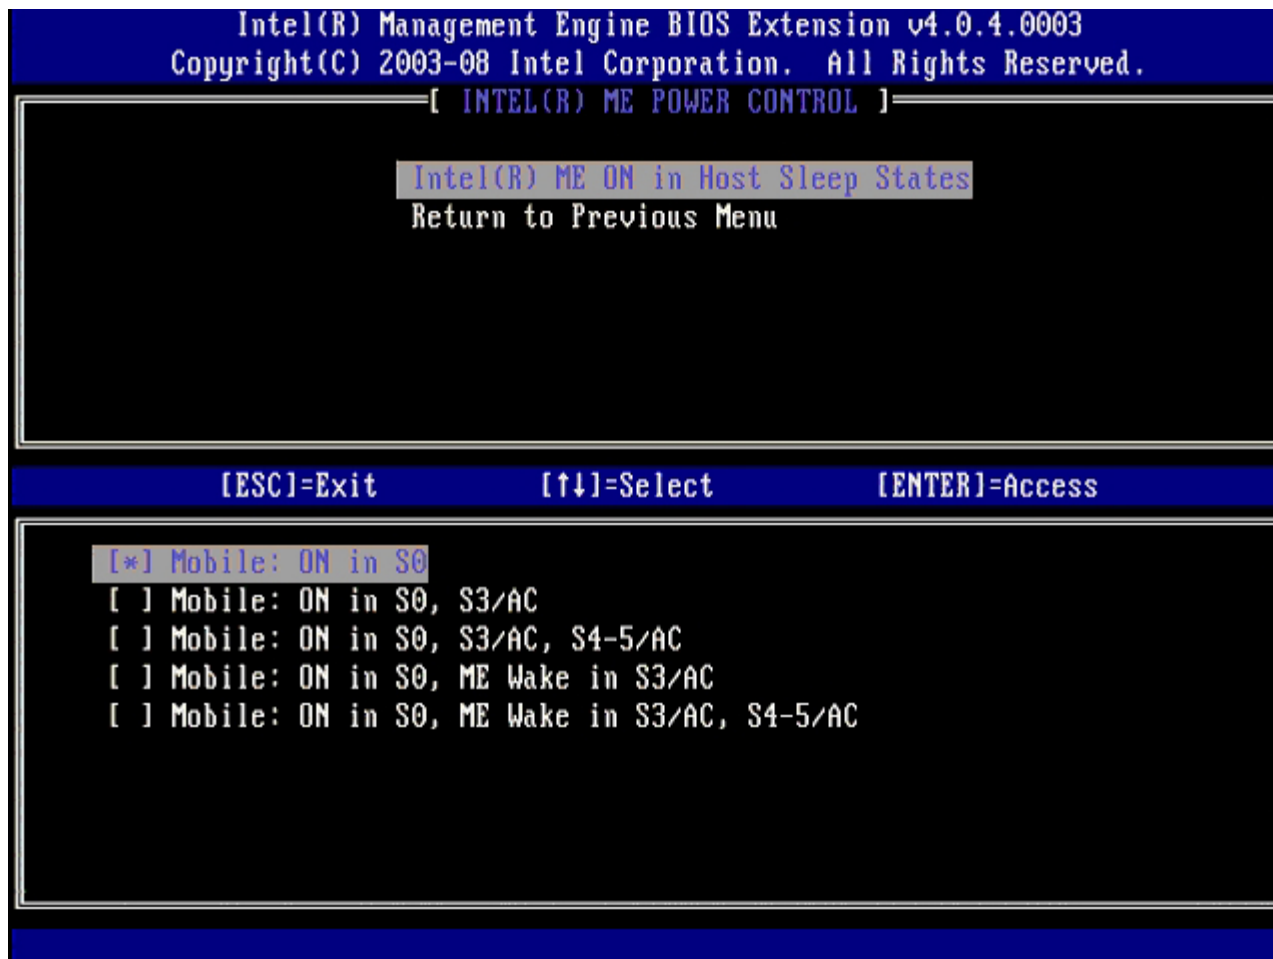 Intel(R) Management Engine BIOS Extension v4.0.4.0003
Copyright(C) 2003-08 Intel Corporation. All Rights Reserved.
[ INTEL(R) ME POWER CONTROL ]
Intel(R) ME ON in Host Sleep States
Return to Previous Menu
[ESC]=Exit [↑↓]=Select [ENTER]=Access
[*] Mobile: ON in S0
[ ] Mobile: ON in S0, S3/AC
[ ] Mobile: ON in S0, S3/AC, S4-5/AC
[ ] Mobile: ON in S0, ME Wake in S3/AC
[ ] Mobile: ON in S0, ME Wake in S3/AC, S4-5/AC